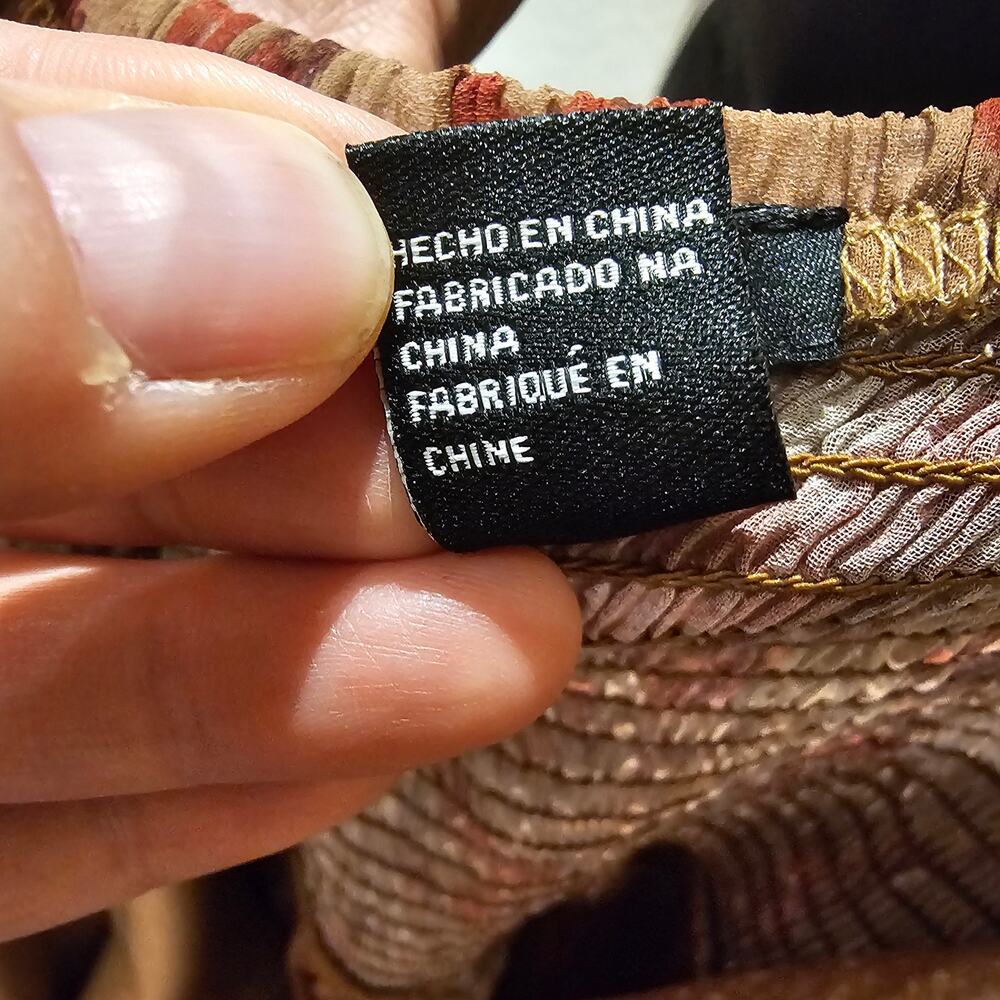 HECHO EN CHINA
FABRICADO NA
CHINA
FABRIQUÉ EN
CHINE